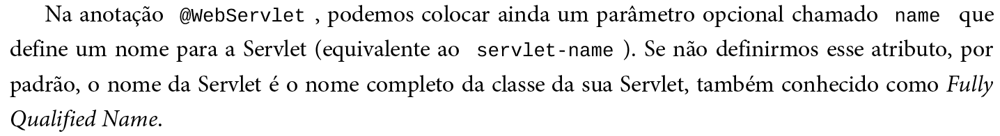 Na anotação @WebServlet , podemos colocar ainda um parâmetro opcional chamado name que
define um nome para a Servlet (equivalente ao servlet-name ). Se não definirmos esse atributo, por
padrão, o nome da Servlet é o nome completo da classe da sua Servlet, também conhecido como Fully
Qualified Name.